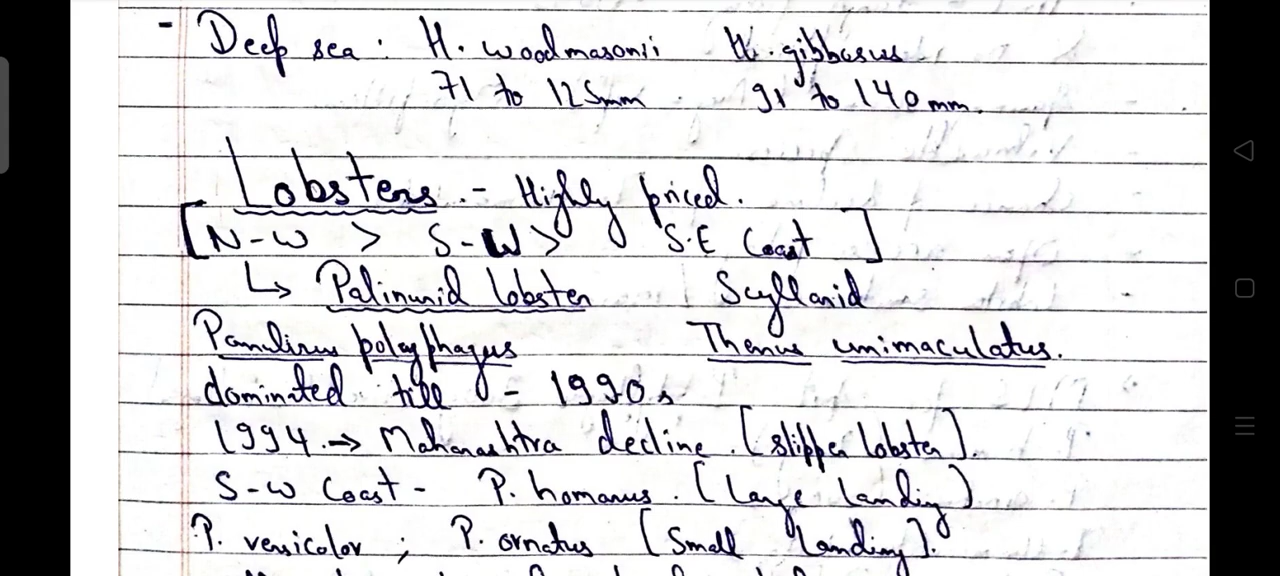 - Deep sea : H. woodmasonii H. gibbosus
71 to 125mm 91 to 140mm.
Lobsters - Highly priced.
[N-W > S-W > S.E Coast]
↳ Palinurid lobster Scyllarid
Panulirus polyphagus Thenus unimaculatus.
dominated till - 1990s
1994 → Maharashtra decline. [slipper lobster].
S-W Coast - P. homarus. [Large landing]
P. versicolor ; P. ornatus [Small landing].